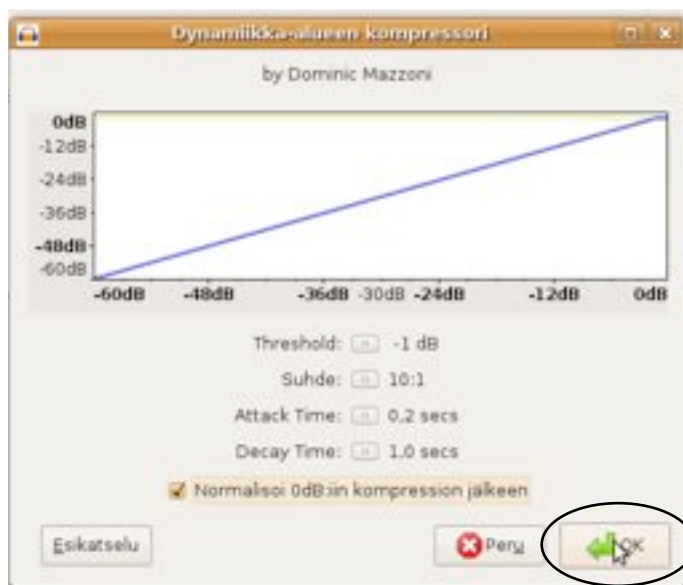 Dynamiikka-alueen kompressori
by Dominic Mazzoni
0dB
-12dB
-24dB
-36dB
-48dB
-60dB
-60dB -48dB -36dB -30dB -24dB -12dB 0dB
Threshold: -1 dB
Suhde: 10:1
Attack Time: 0,2 secs
Decay Time: 1,0 secs
Normalisoi 0dB:iin kompression jälkeen
Esikatselu Peru OK